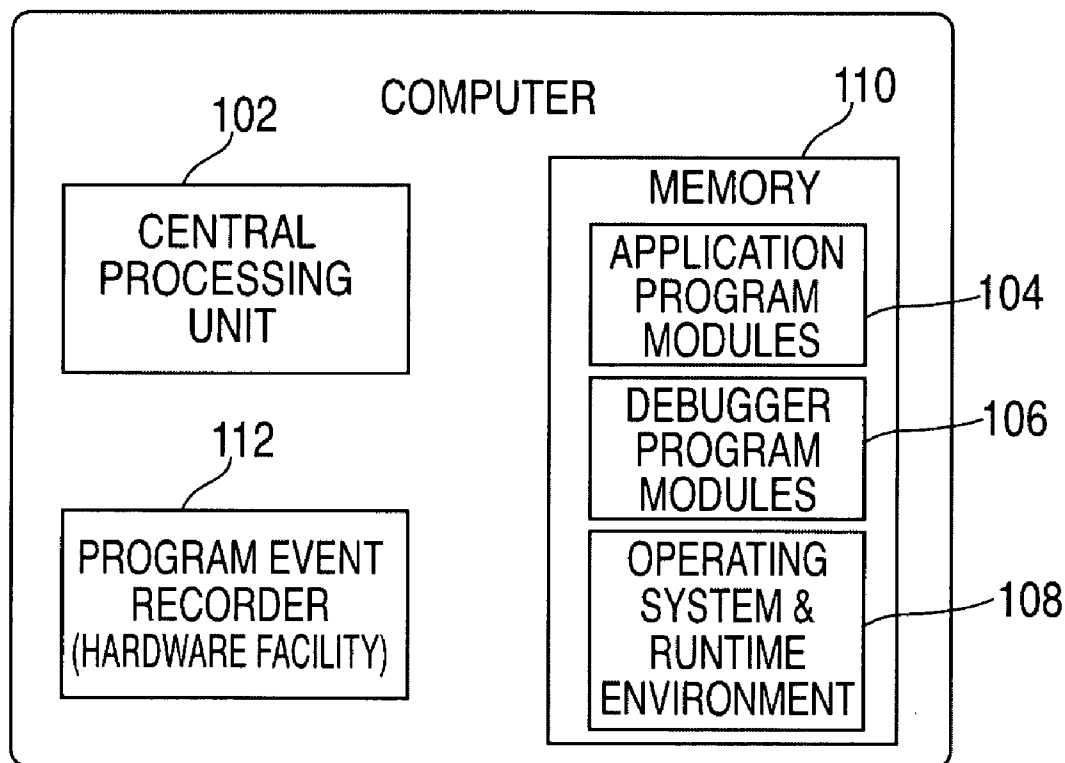 COMPUTER
102
CENTRAL
PROCESSING
UNIT
112
PROGRAM EVENT
RECORDER
(HARDWARE FACILITY)
110
MEMORY
APPLICATION
PROGRAM
MODULES
104
DEBUGGER
PROGRAM
MODULES
106
OPERATING
SYSTEM &
RUNTIME
ENVIRONMENT
108